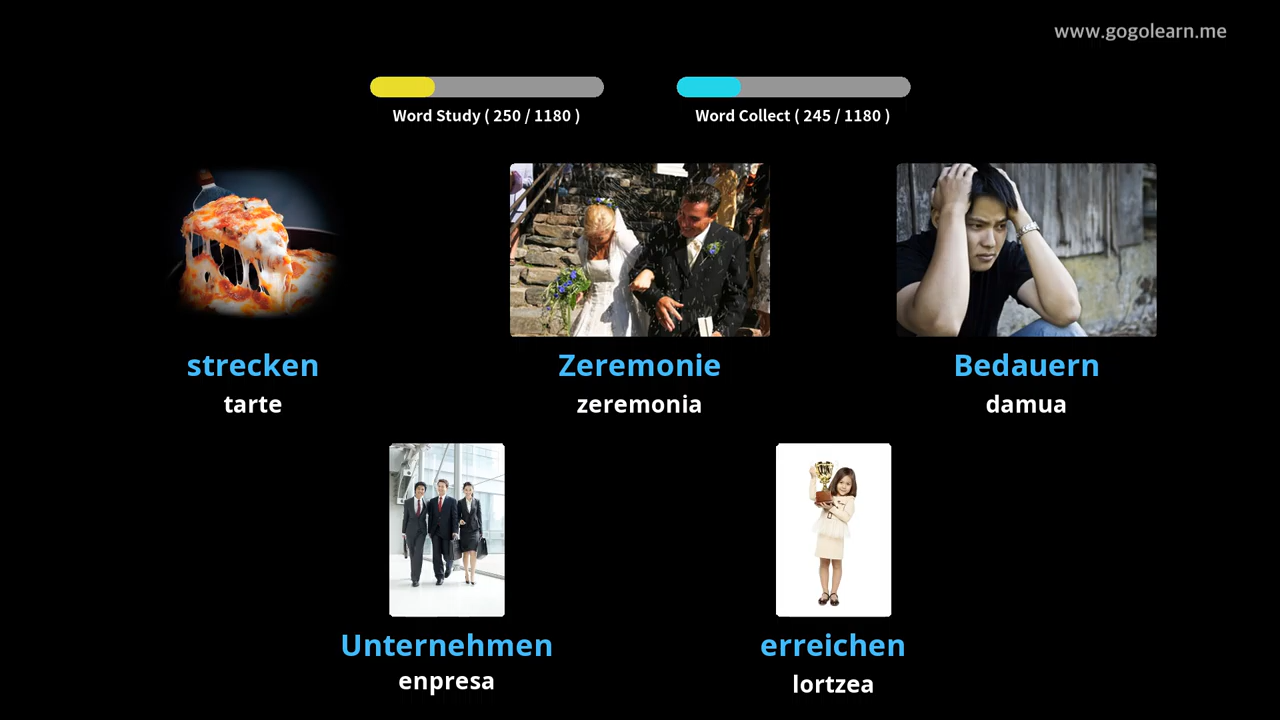 www.gogolearn.me
Word Study ( 250 / 1180 )
Word Collect ( 245 / 1180 )
strecken
tarte
Zeremonie
zeremonia
Bedauern
damua
Unternehmen
enpresa
erreichen
lortzea